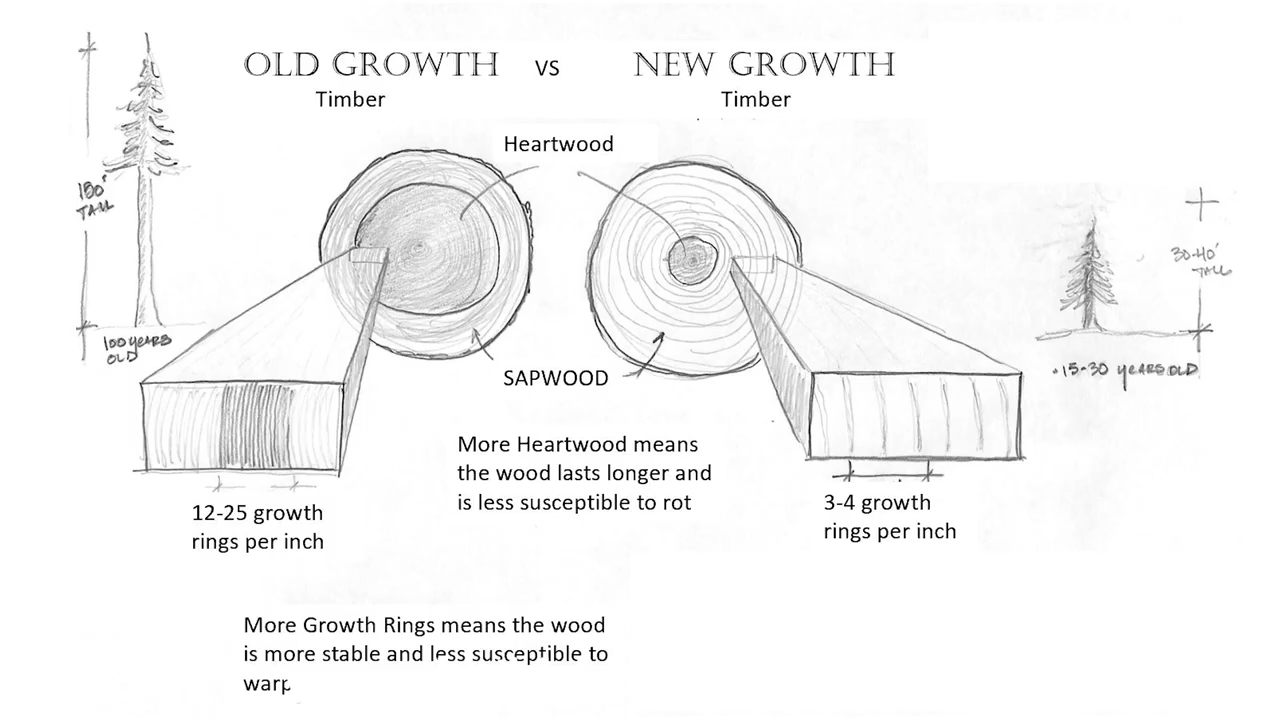 OLD GROWTH VS NEW GROWTH
Timber
Timber
Heartwood
150' TALL
100 YEARS OLD
30-40' TALL
15-30 YEARS OLD
SAPWOOD
More Heartwood means
the wood lasts longer and
is less susceptible to rot
12-25 growth
rings per inch
3-4 growth
rings per inch
More Growth Rings means the wood
is more stable and less susceptible to
warp